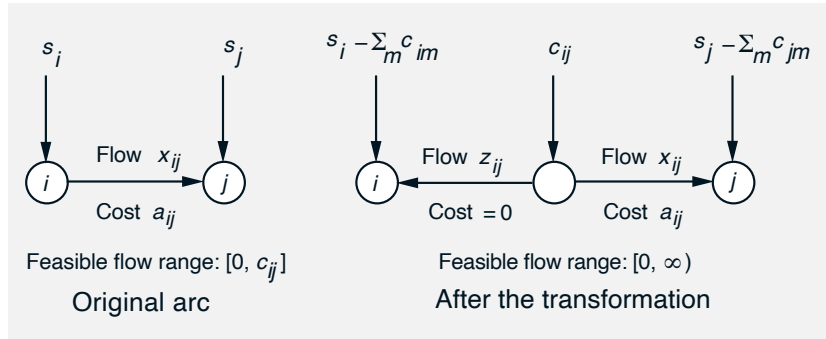 s_i s_j s_i – Σ_m c_im c_ij s_j – Σ_m c_jm
Flow x_ij Flow z_ij Flow x_ij
i j i j
Cost a_ij Cost = 0 Cost a_ij
Feasible flow range: [0, c_ij] Feasible flow range: [0, ∞)
Original arc After the transformation